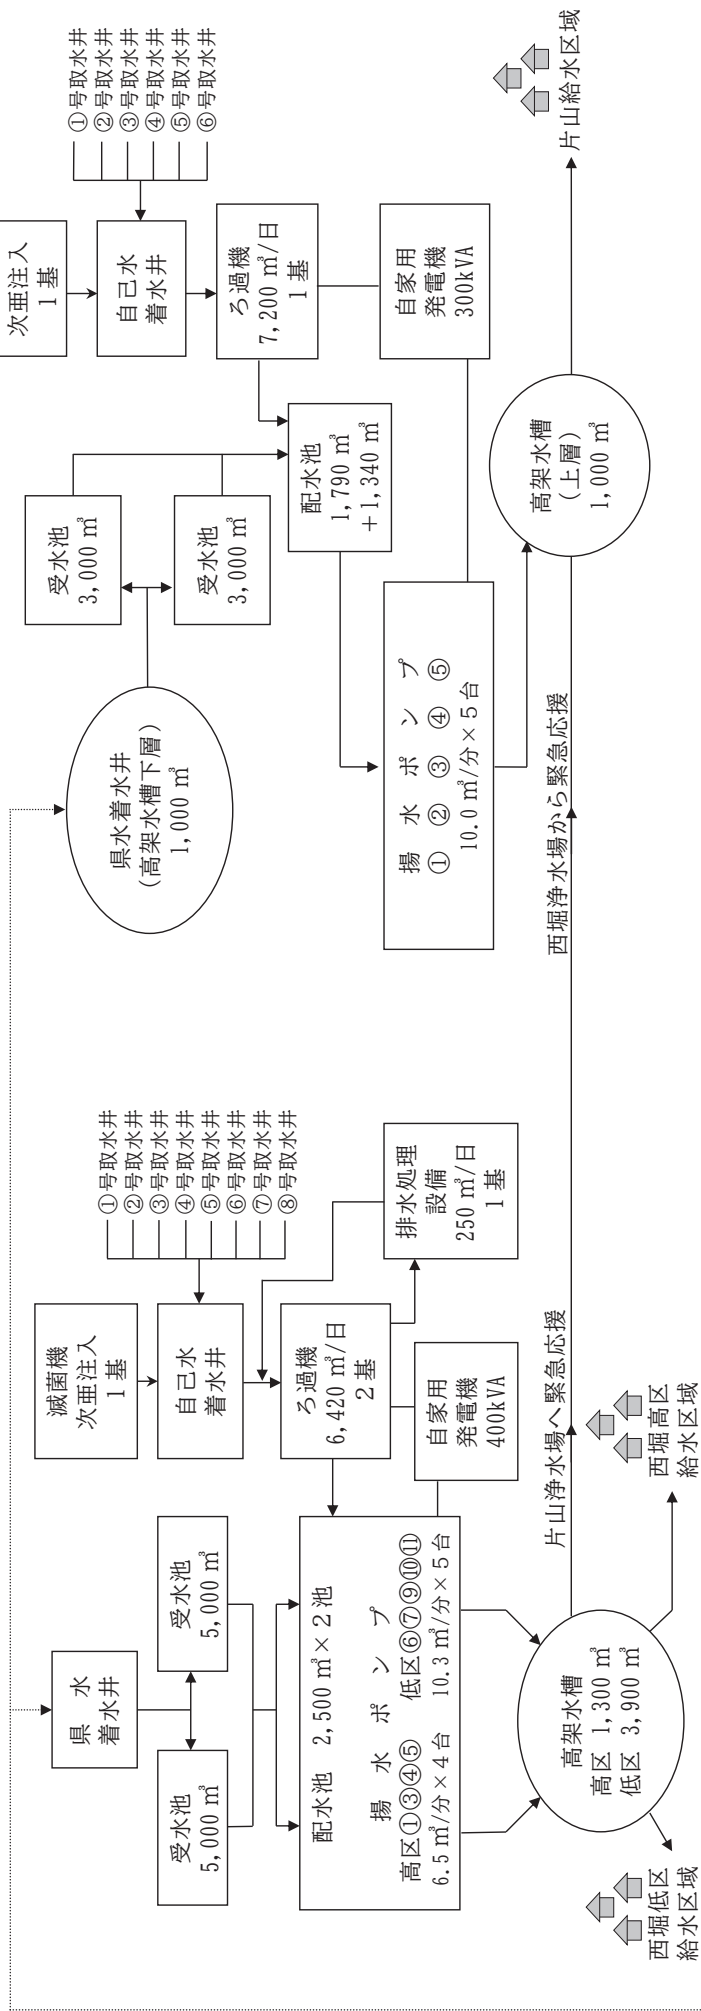 滅菌機
次亜注入
1 基
県 水
着水井
自己水
着水井
①号取水井
②号取水井
③号取水井
④号取水井
⑤号取水井
⑥号取水井
⑦号取水井
⑧号取水井
受水池
5,000 ㎥
受水池
5,000 ㎥
ろ過機
6,420 ㎥/日
2 基
排水処理
設備
250 ㎥/日
1 基
自家用
発電機
400kVA
配水池 2,500 ㎥×2 池
揚 水 ポ ン プ
高区①③④⑤ 低区⑥⑦⑨⑩⑪
6.5 ㎥/分×4 台 10.3 ㎥/分×5 台
高架水槽
高区 1,300 ㎥
低区 3,900 ㎥
西堀低区
給水区域
西堀高区
給水区域
片山浄水場へ緊急応援
西堀浄水場から緊急応援
次亜注入
1 基
自己水
着水井
①号取水井
②号取水井
③号取水井
④号取水井
⑤号取水井
⑥号取水井
県水着水井
(高架水槽下層)
1,000 ㎥
受水池
3,000 ㎥
受水池
3,000 ㎥
ろ過機
7,200 ㎥/日
1 基
配水池
1,790 ㎥
+1,340 ㎥
自家用
発電機
300kVA
揚 水 ポ ン プ
① ② ③ ④ ⑤
10.0 ㎥/分×5 台
高架水槽
(上層)
1,000 ㎥
片山給水区域